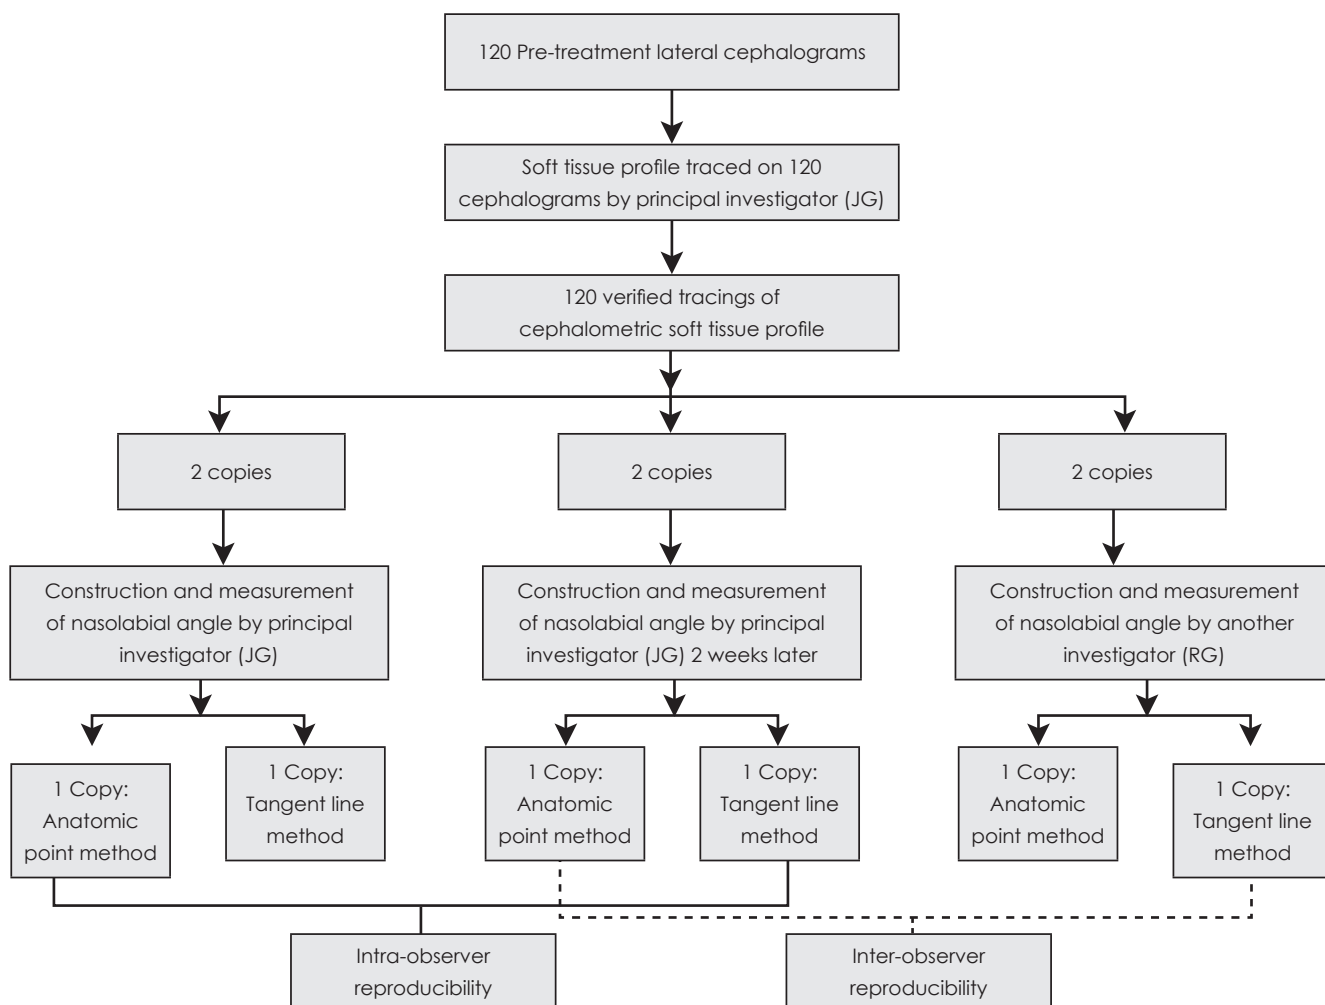 120 Pre-treatment lateral cephalograms
Soft tissue profile traced on 120
cephalograms by principal investigator (JG)
120 verified tracings of
cephalometric soft tissue profile
2 copies
2 copies
2 copies
Construction and measurement
of nasolabial angle by principal
investigator (JG)
Construction and measurement
of nasolabial angle by principal
investigator (JG) 2 weeks later
Construction and measurement
of nasolabial angle by another
investigator (RG)
1 Copy:
Anatomic
point method
1 Copy:
Tangent line
method
1 Copy:
Anatomic
point method
1 Copy:
Tangent line
method
1 Copy:
Anatomic
point method
1 Copy:
Tangent line
method
Intra-observer
reproducibility
Inter-observer
reproducibility